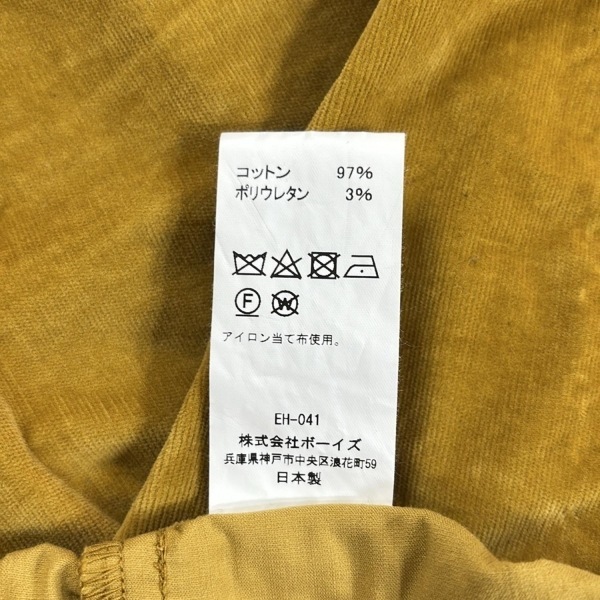 コットン 97%
ポリウレタン 3%
F W
アイロン当て布使用。
EH-041
株式会社ボーイズ
兵庫県神戸市中央区浪花町59
日本製